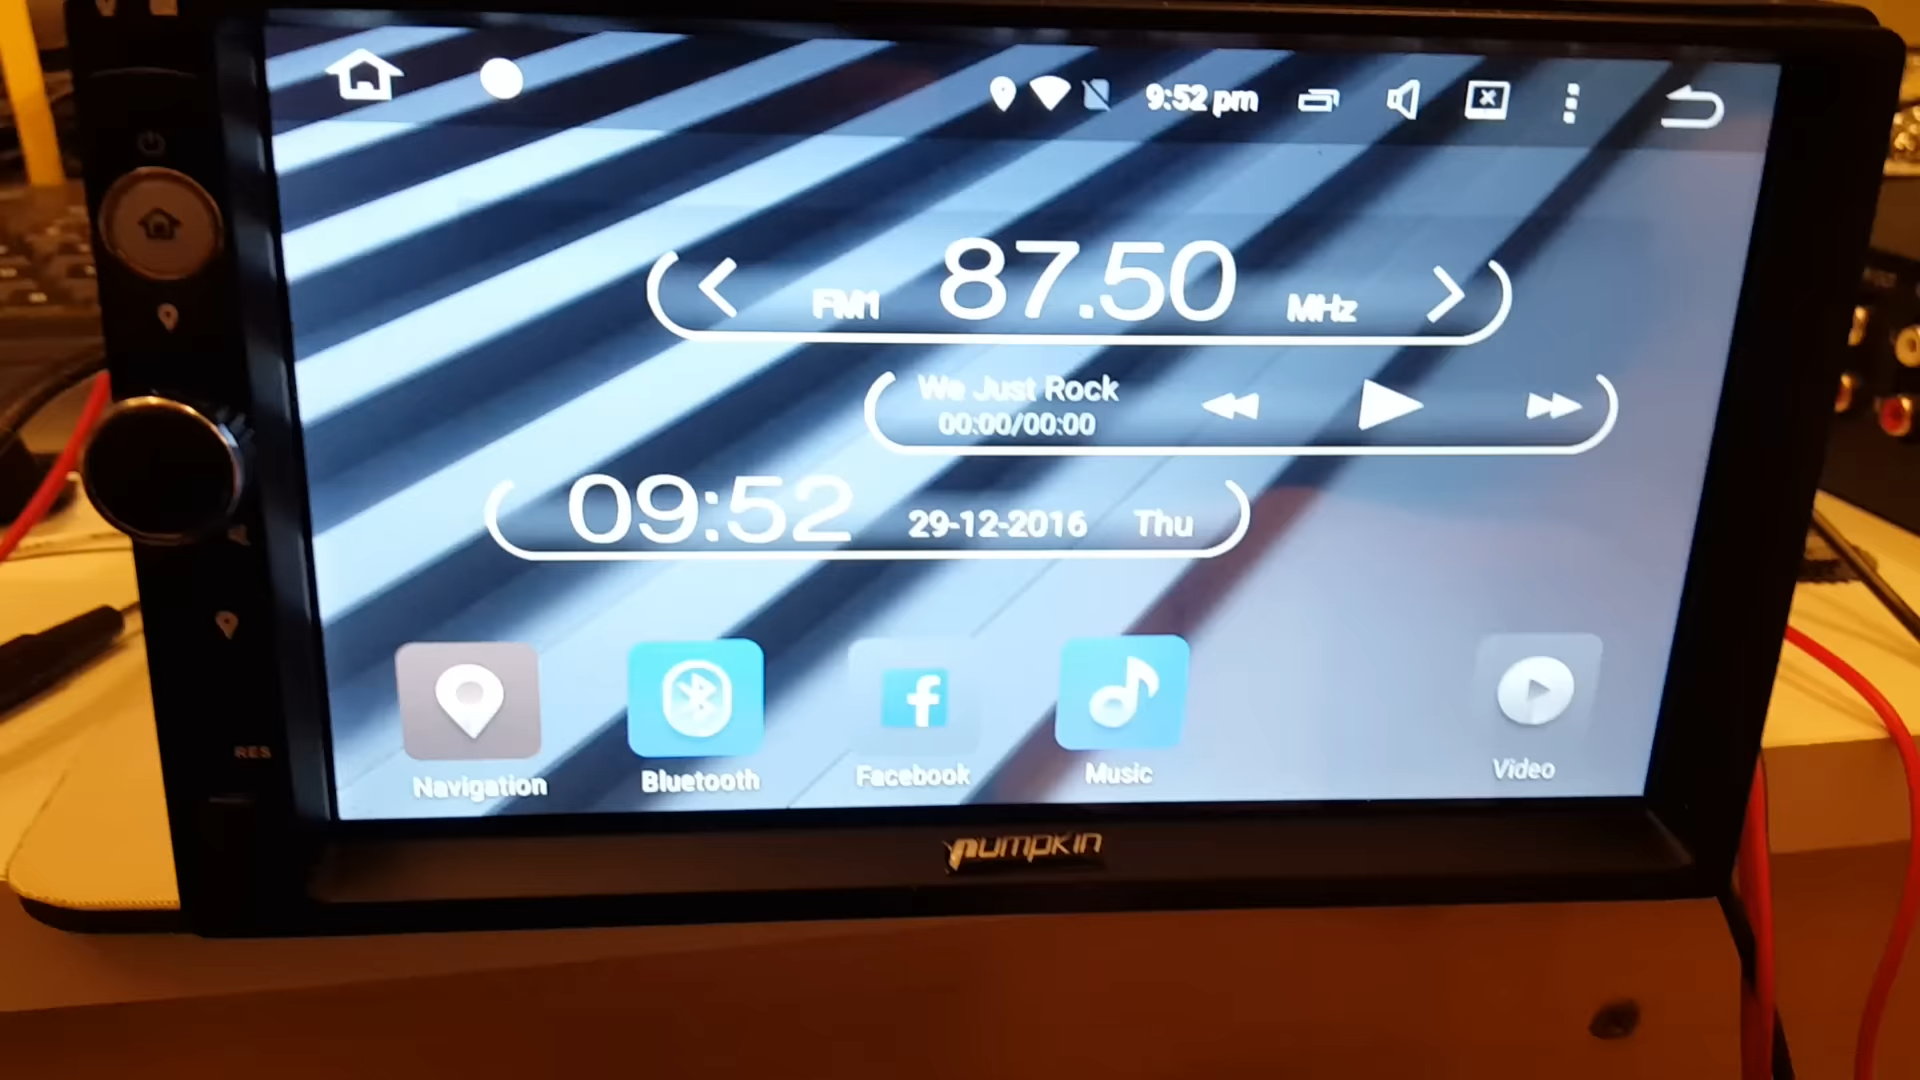 9:52 pm
FM1 87.50 MHz
We Just Rock
00:00/00:00
09:52 29-12-2016 Thu
Navigation Bluetooth Facebook Music Video
RES
PUMPKIN